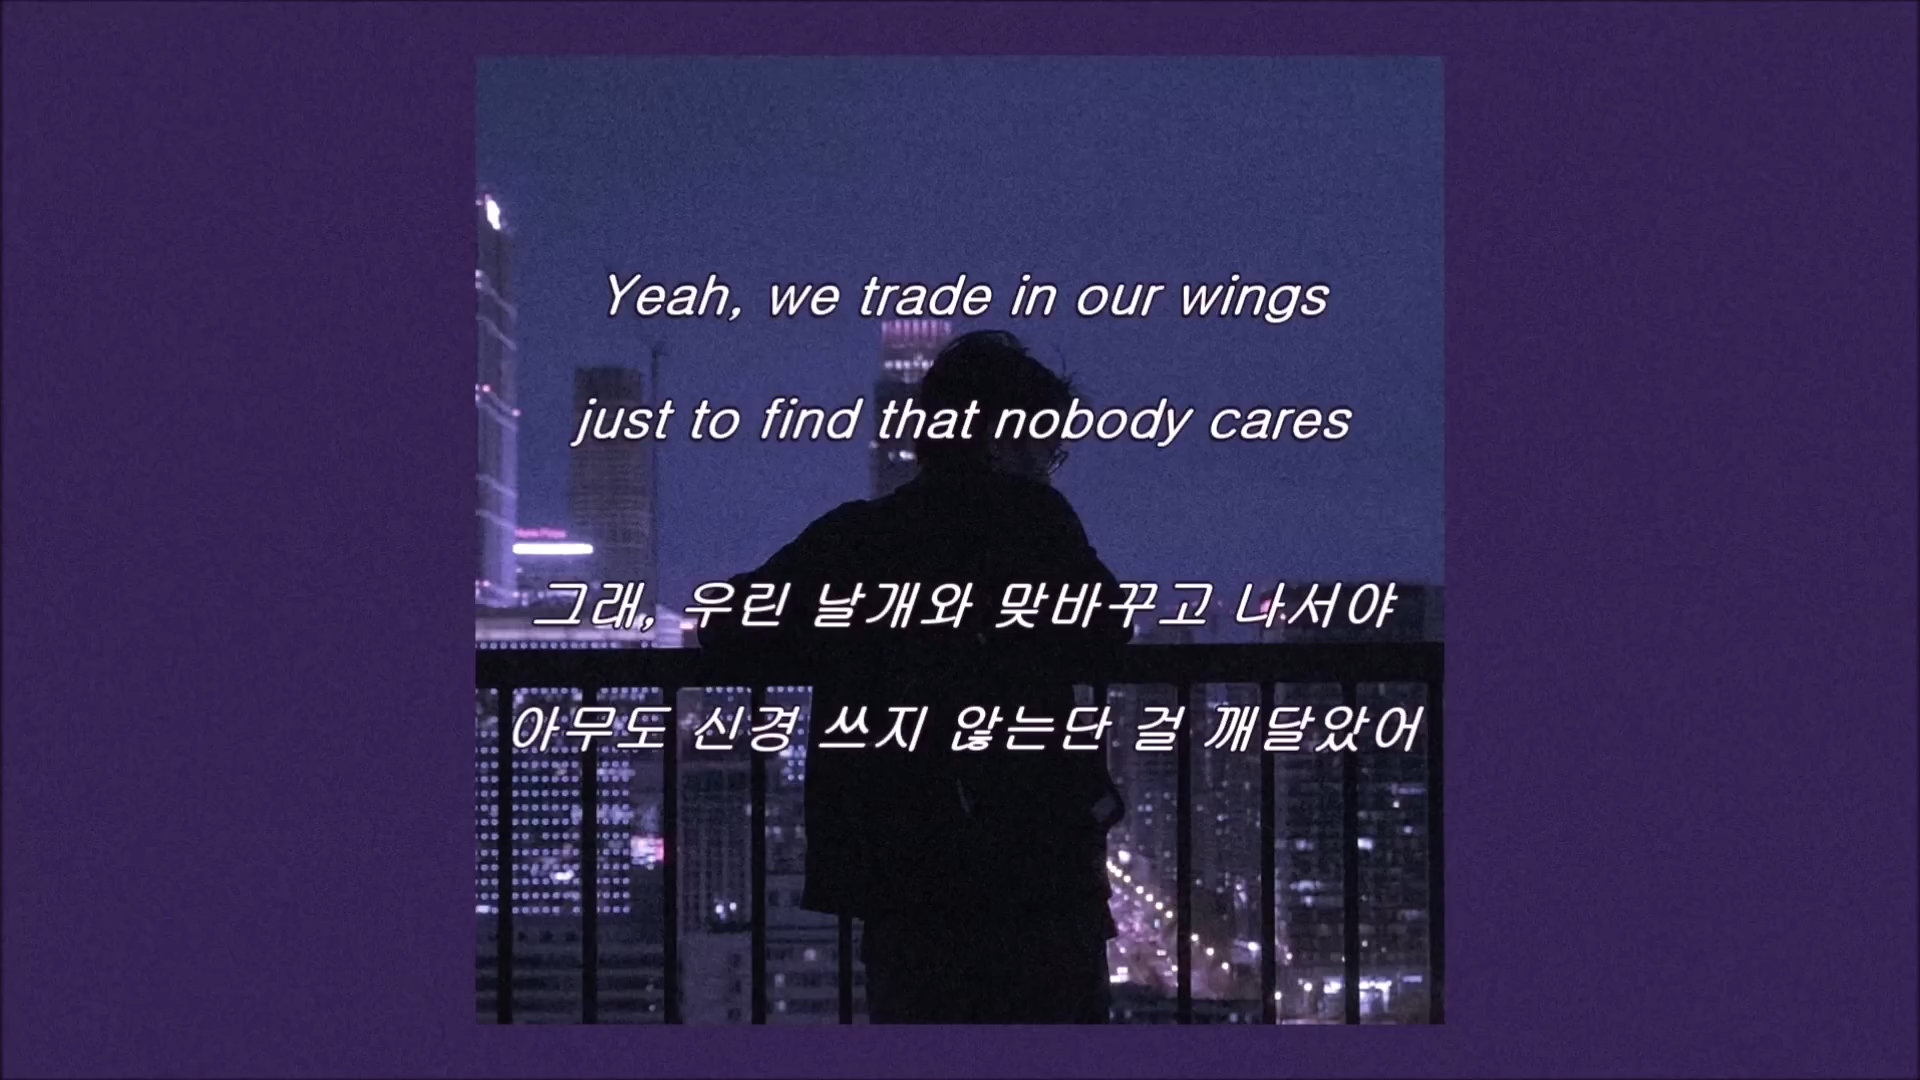 Yeah, we trade in our wings
just to find that nobody cares
그래, 우린 날개와 맞바꾸고 나서야
아무도 신경 쓰지 않는단 걸 깨달았어